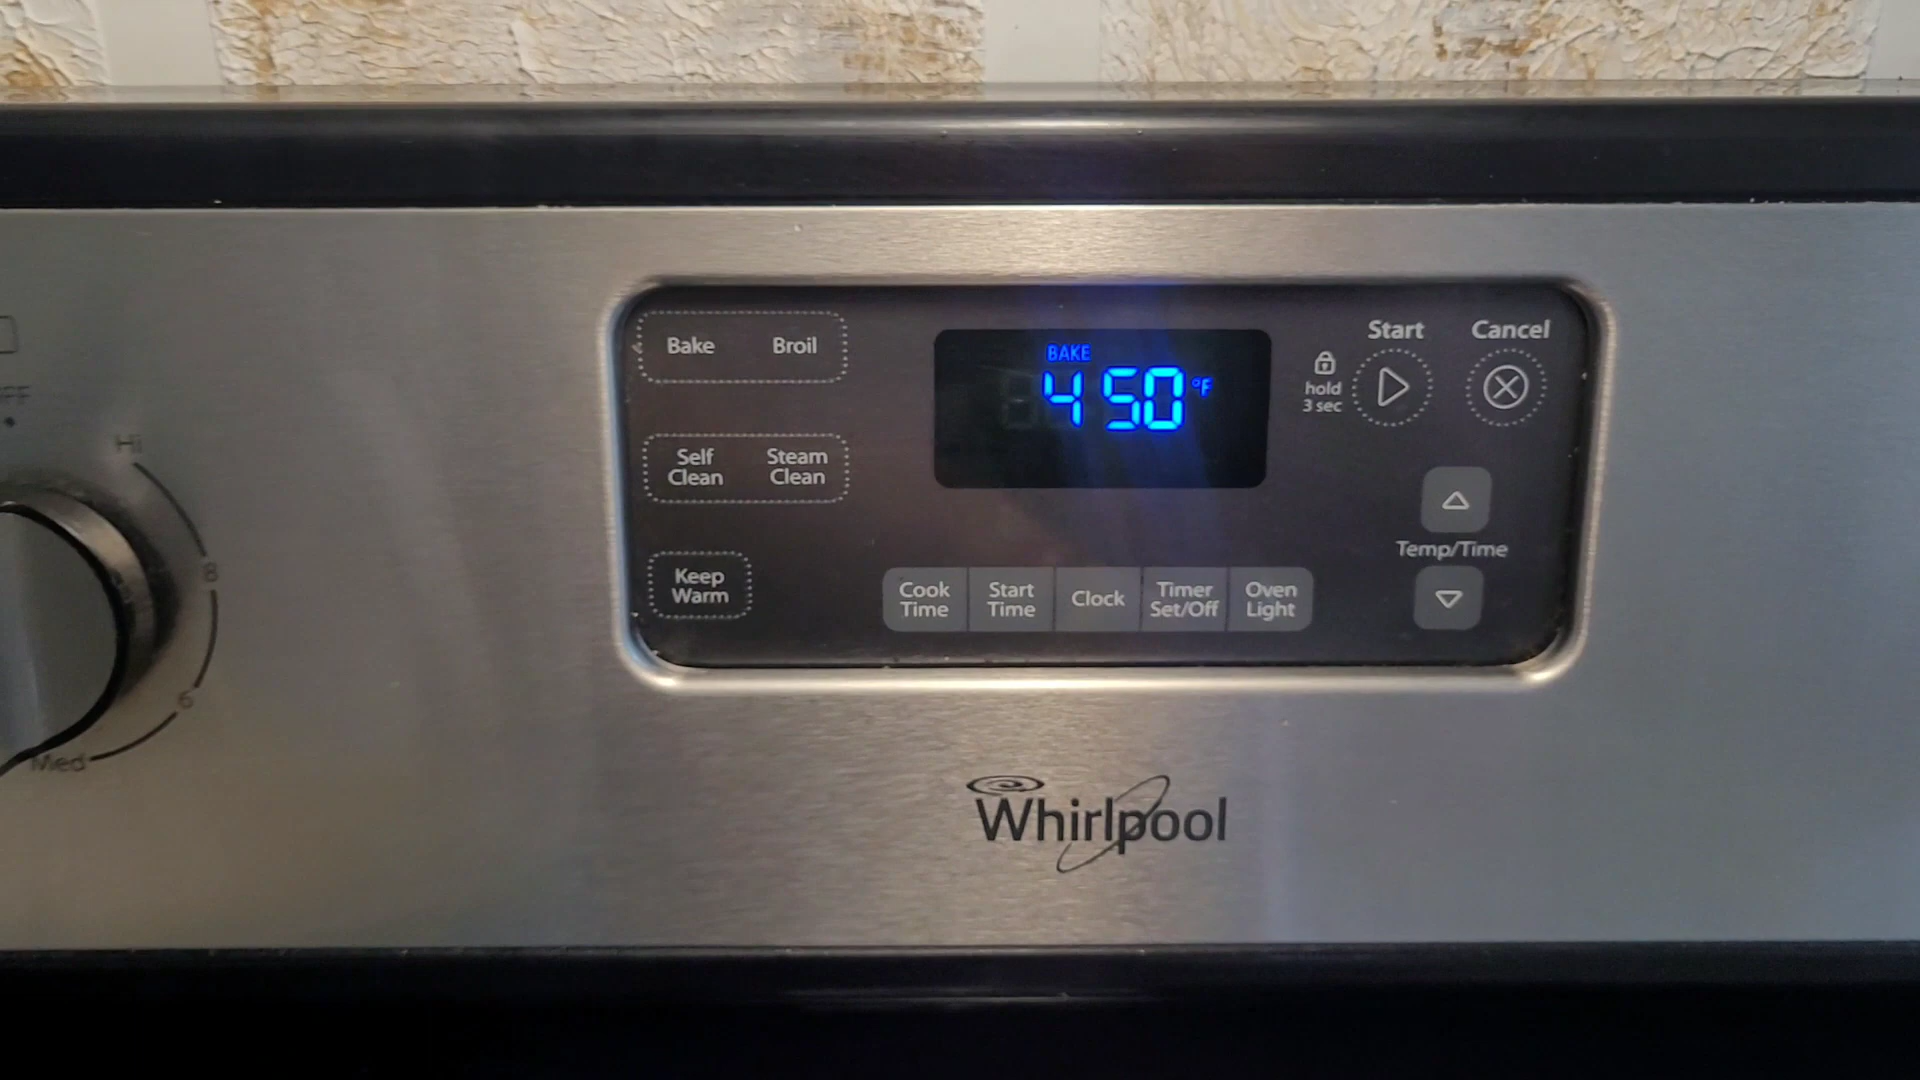 Bake Broil
BAKE
450°F
Start Cancel
hold
3 sec
Self Clean
Steam Clean
Temp/Time
Keep Warm
Cook Time
Start Time
Clock
Timer Set/Off
Oven Light
Hi
8
6
Med
Whirlpool